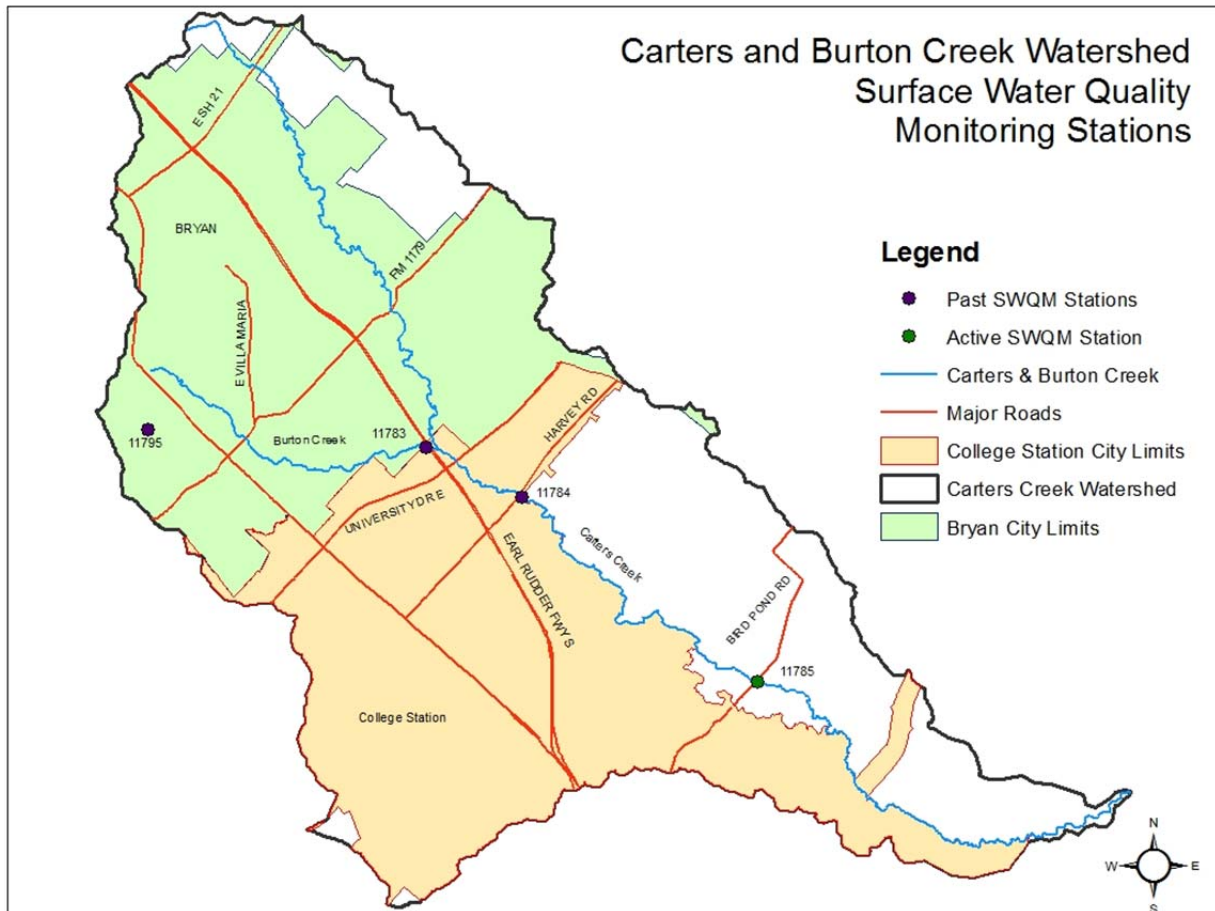 Carters and Burton Creek Watershed
Surface Water Quality
Monitoring Stations
Legend
Past SWQM Stations
Active SWQM Station
Carters & Burton Creek
Major Roads
College Station City Limits
Carters Creek Watershed
Bryan City Limits
E SH 21
BRYAN
FM 1179
E VILLA MARIA
11795
Burton Creek
11783
HARVEY RD
11784
UNIVERSITY DR E
EARL RUDDER FWY S
Carters Creek
BIRD POND RD
11785
College Station
N
W
E
S